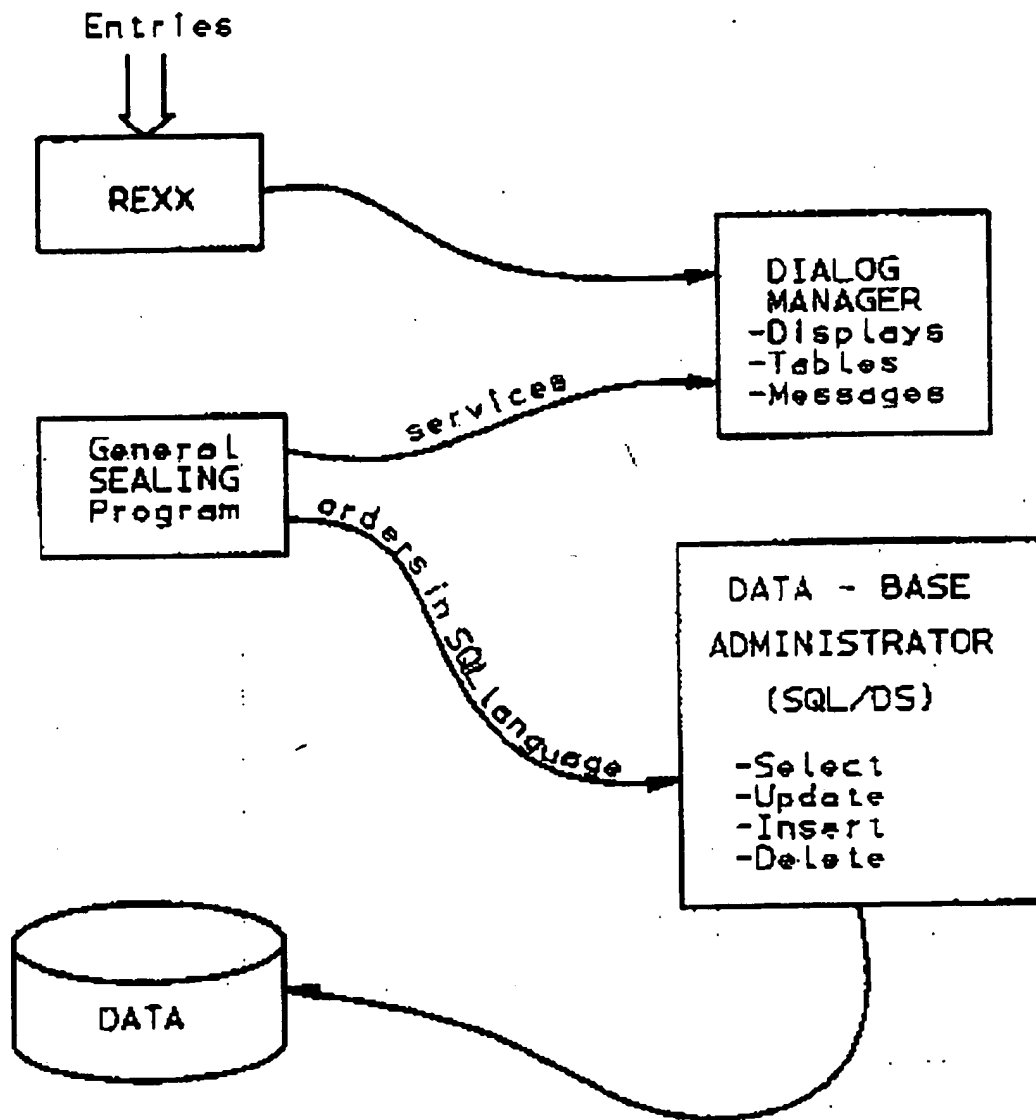 Entries
REXX
DIALOG
MANAGER
-Displays
-Tables
-Messages
services
General
SEALING
Program
orders in SQL language
DATA - BASE
ADMINISTRATOR
(SQL/DS)
-Select
-Update
-Insert
-Delete
DATA